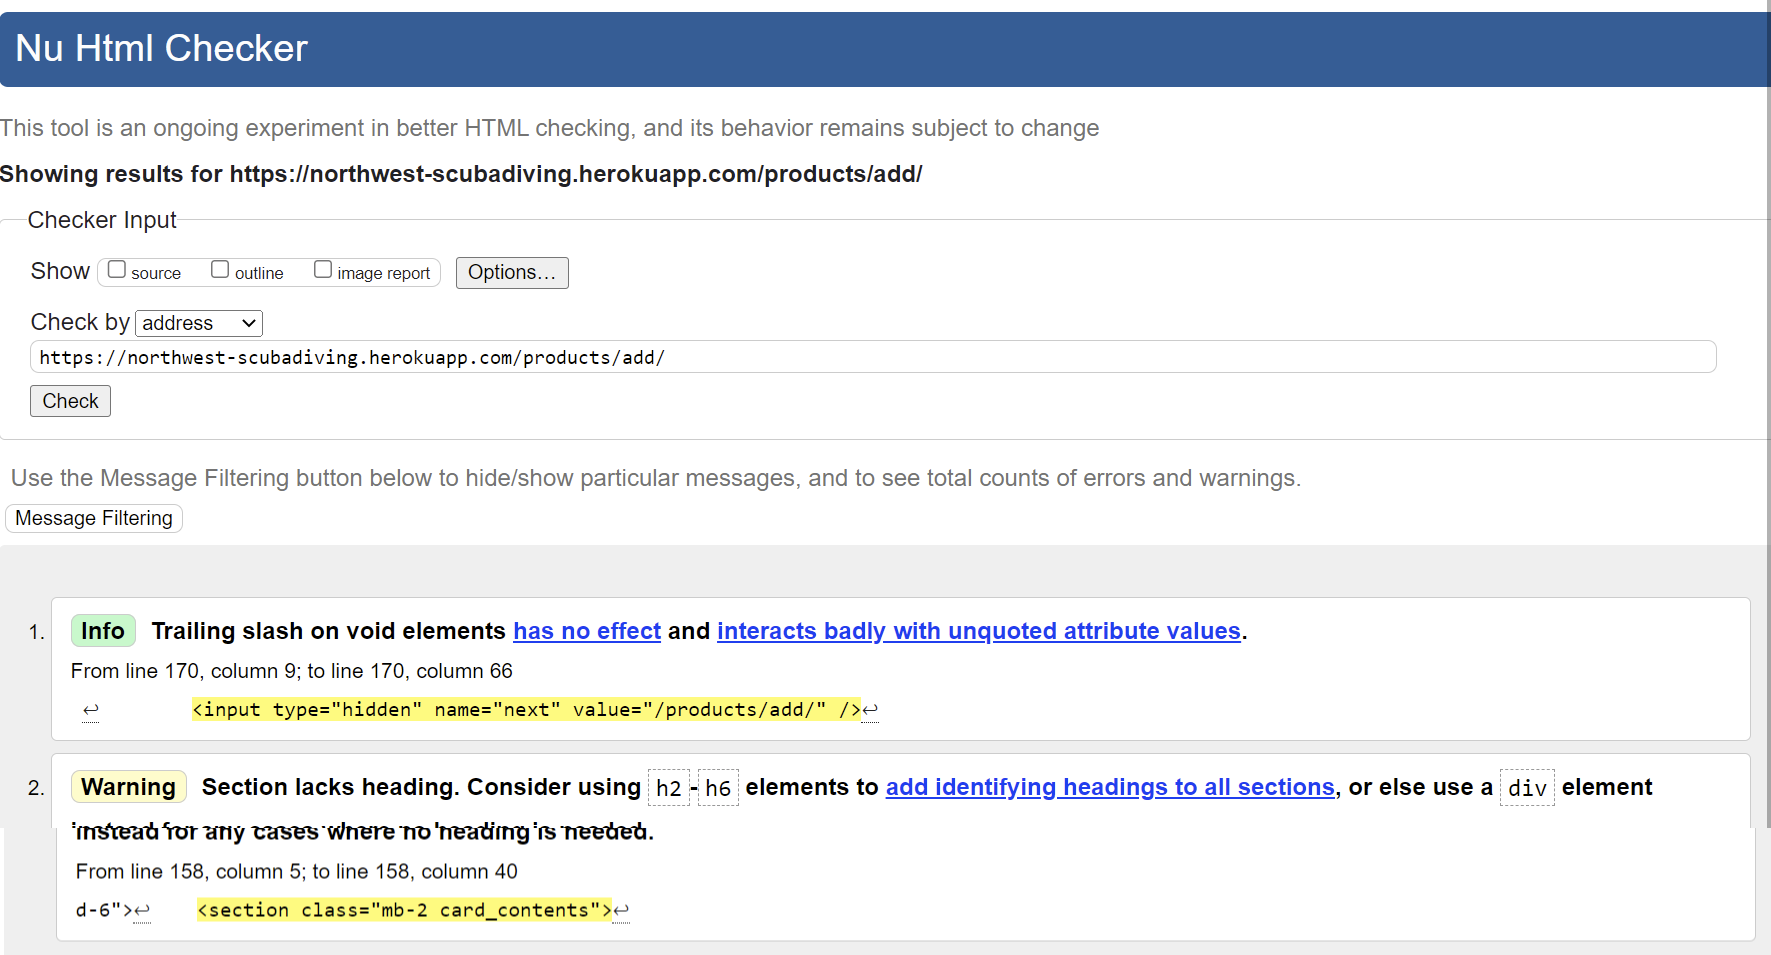 Nu Html Checker
This tool is an ongoing experiment in better HTML checking, and its behavior remains subject to change
Showing results for https://northwest-scubadiving.herokuapp.com/products/add/
Checker Input
Show source outline image report Options...
Check by address
https://northwest-scubadiving.herokuapp.com/products/add/
Check
Use the Message Filtering button below to hide/show particular messages, and to see total counts of errors and warnings.
Message Filtering
1. Info Trailing slash on void elements has no effect and interacts badly with unquoted attribute values.
From line 170, column 9; to line 170, column 66
↩ <input type="hidden" name="next" value="/products/add/" />↩
2. Warning Section lacks heading. Consider using h2-h6 elements to add identifying headings to all sections, or else use a div element
instead for any cases where no heading is needed.
From line 158, column 5; to line 158, column 40
d-6">↩ <section class="mb-2 card_contents">↩